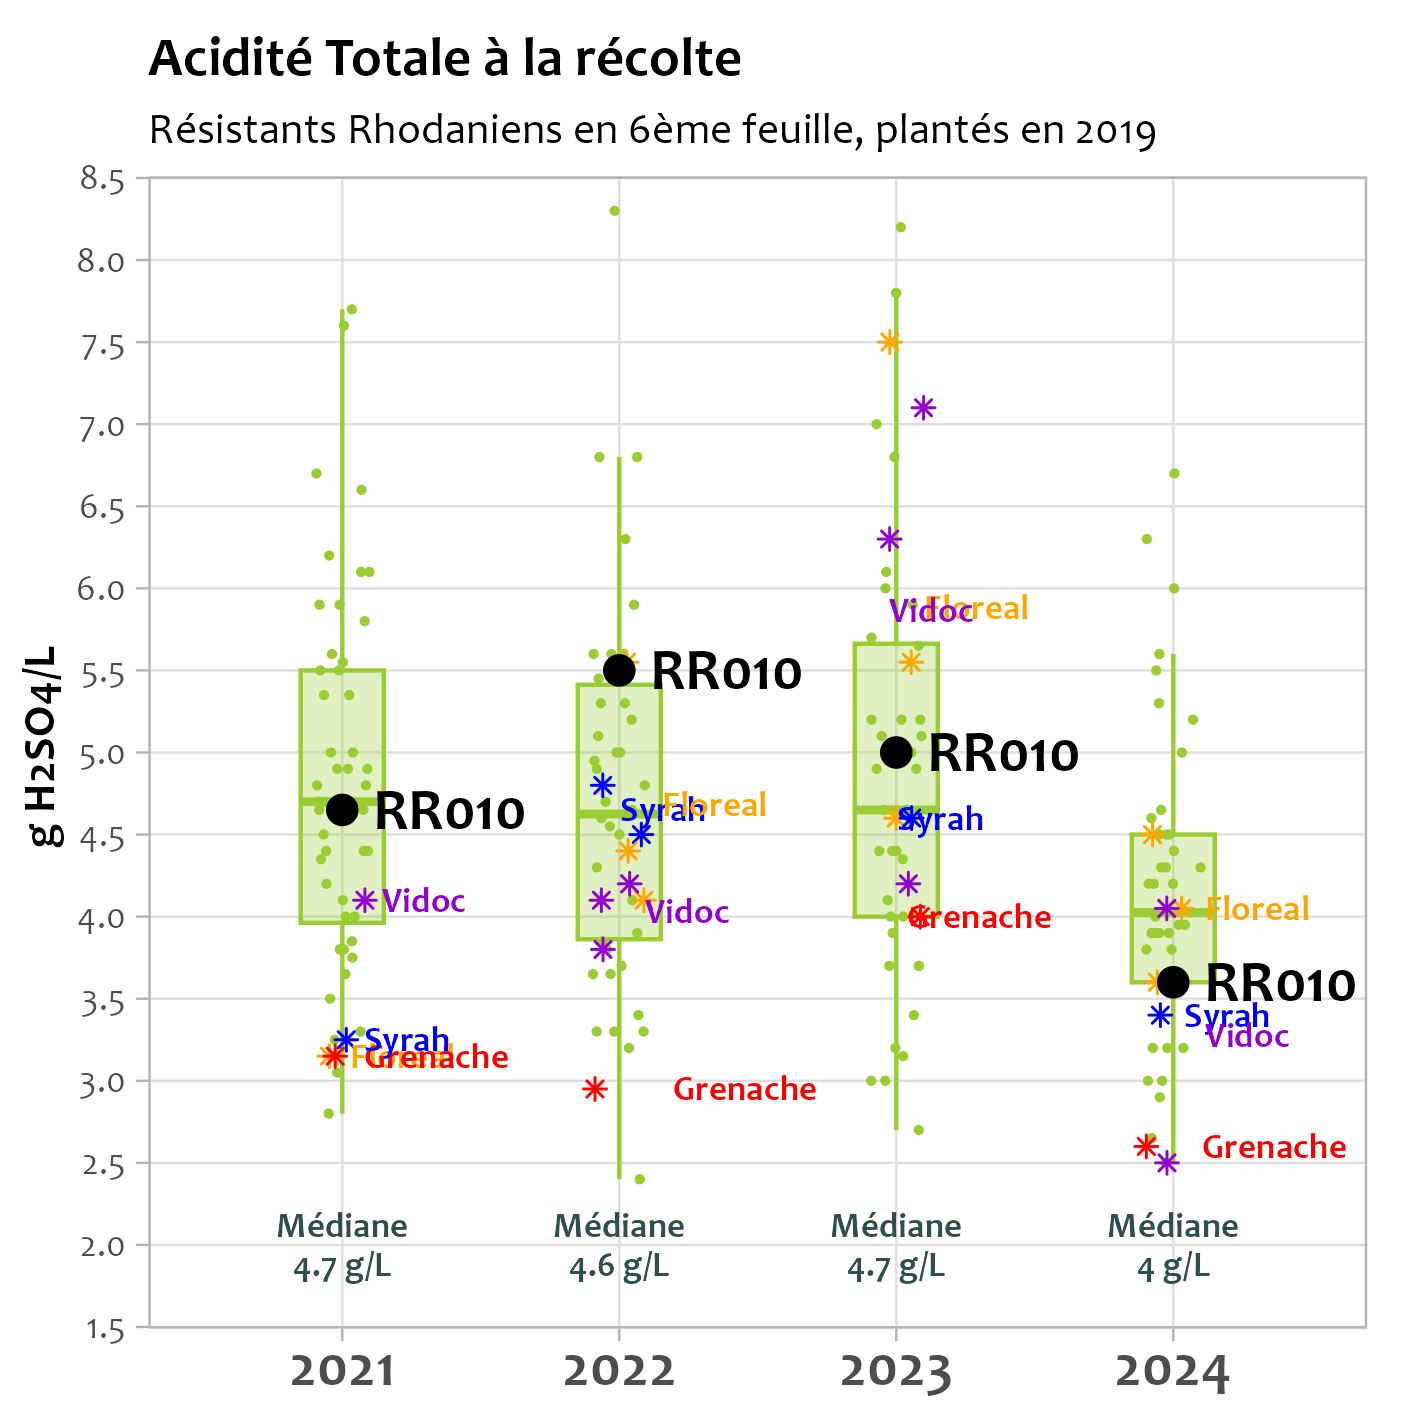 Acidité Totale à la récolte
Résistants Rhodaniens en 6ème feuille, plantés en 2019
g H2SO4/L
8.5
8.0
7.5
7.0
6.5
6.0
5.5
5.0
4.5
4.0
3.5
3.0
2.5
2.0
1.5
RR010
Vidoc
Syrah
Floreal
Grenache
Médiane
4.7 g/L
2021
RR010
Syrah
Floreal
Vidoc
Grenache
Médiane
4.6 g/L
2022
Vidoc
Floreal
RR010
Syrah
Grenache
Médiane
4.7 g/L
2023
Floreal
RR010
Syrah
Vidoc
Grenache
Médiane
4 g/L
2024